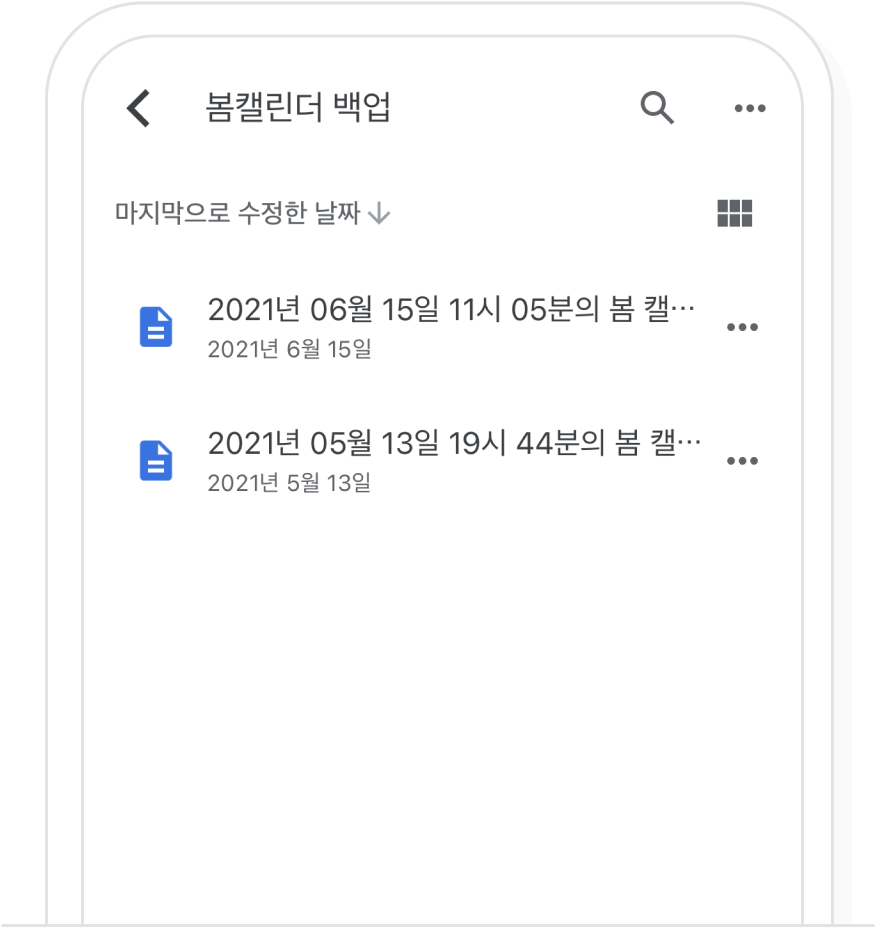 봄캘린더 백업
마지막으로 수정한 날짜
2021년 06월 15일 11시 05분의 봄 캘…
2021년 6월 15일
2021년 05월 13일 19시 44분의 봄 캘…
2021년 5월 13일